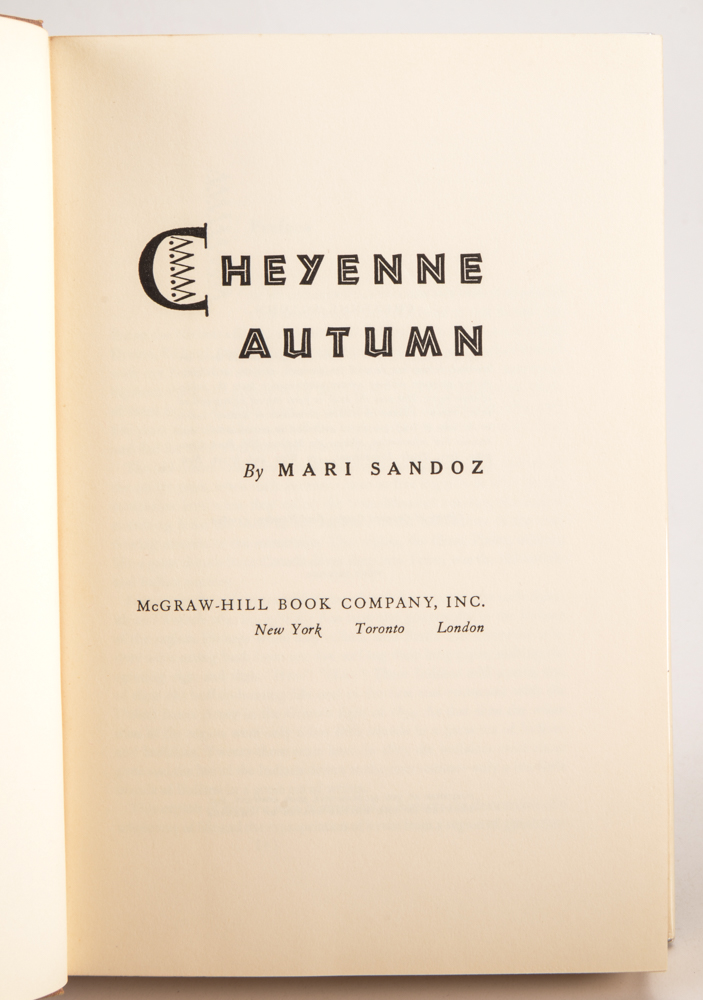 CHEYENNE
AUTUMN
By MARI SANDOZ
McGRAW-HILL BOOK COMPANY, INC.
New York Toronto London